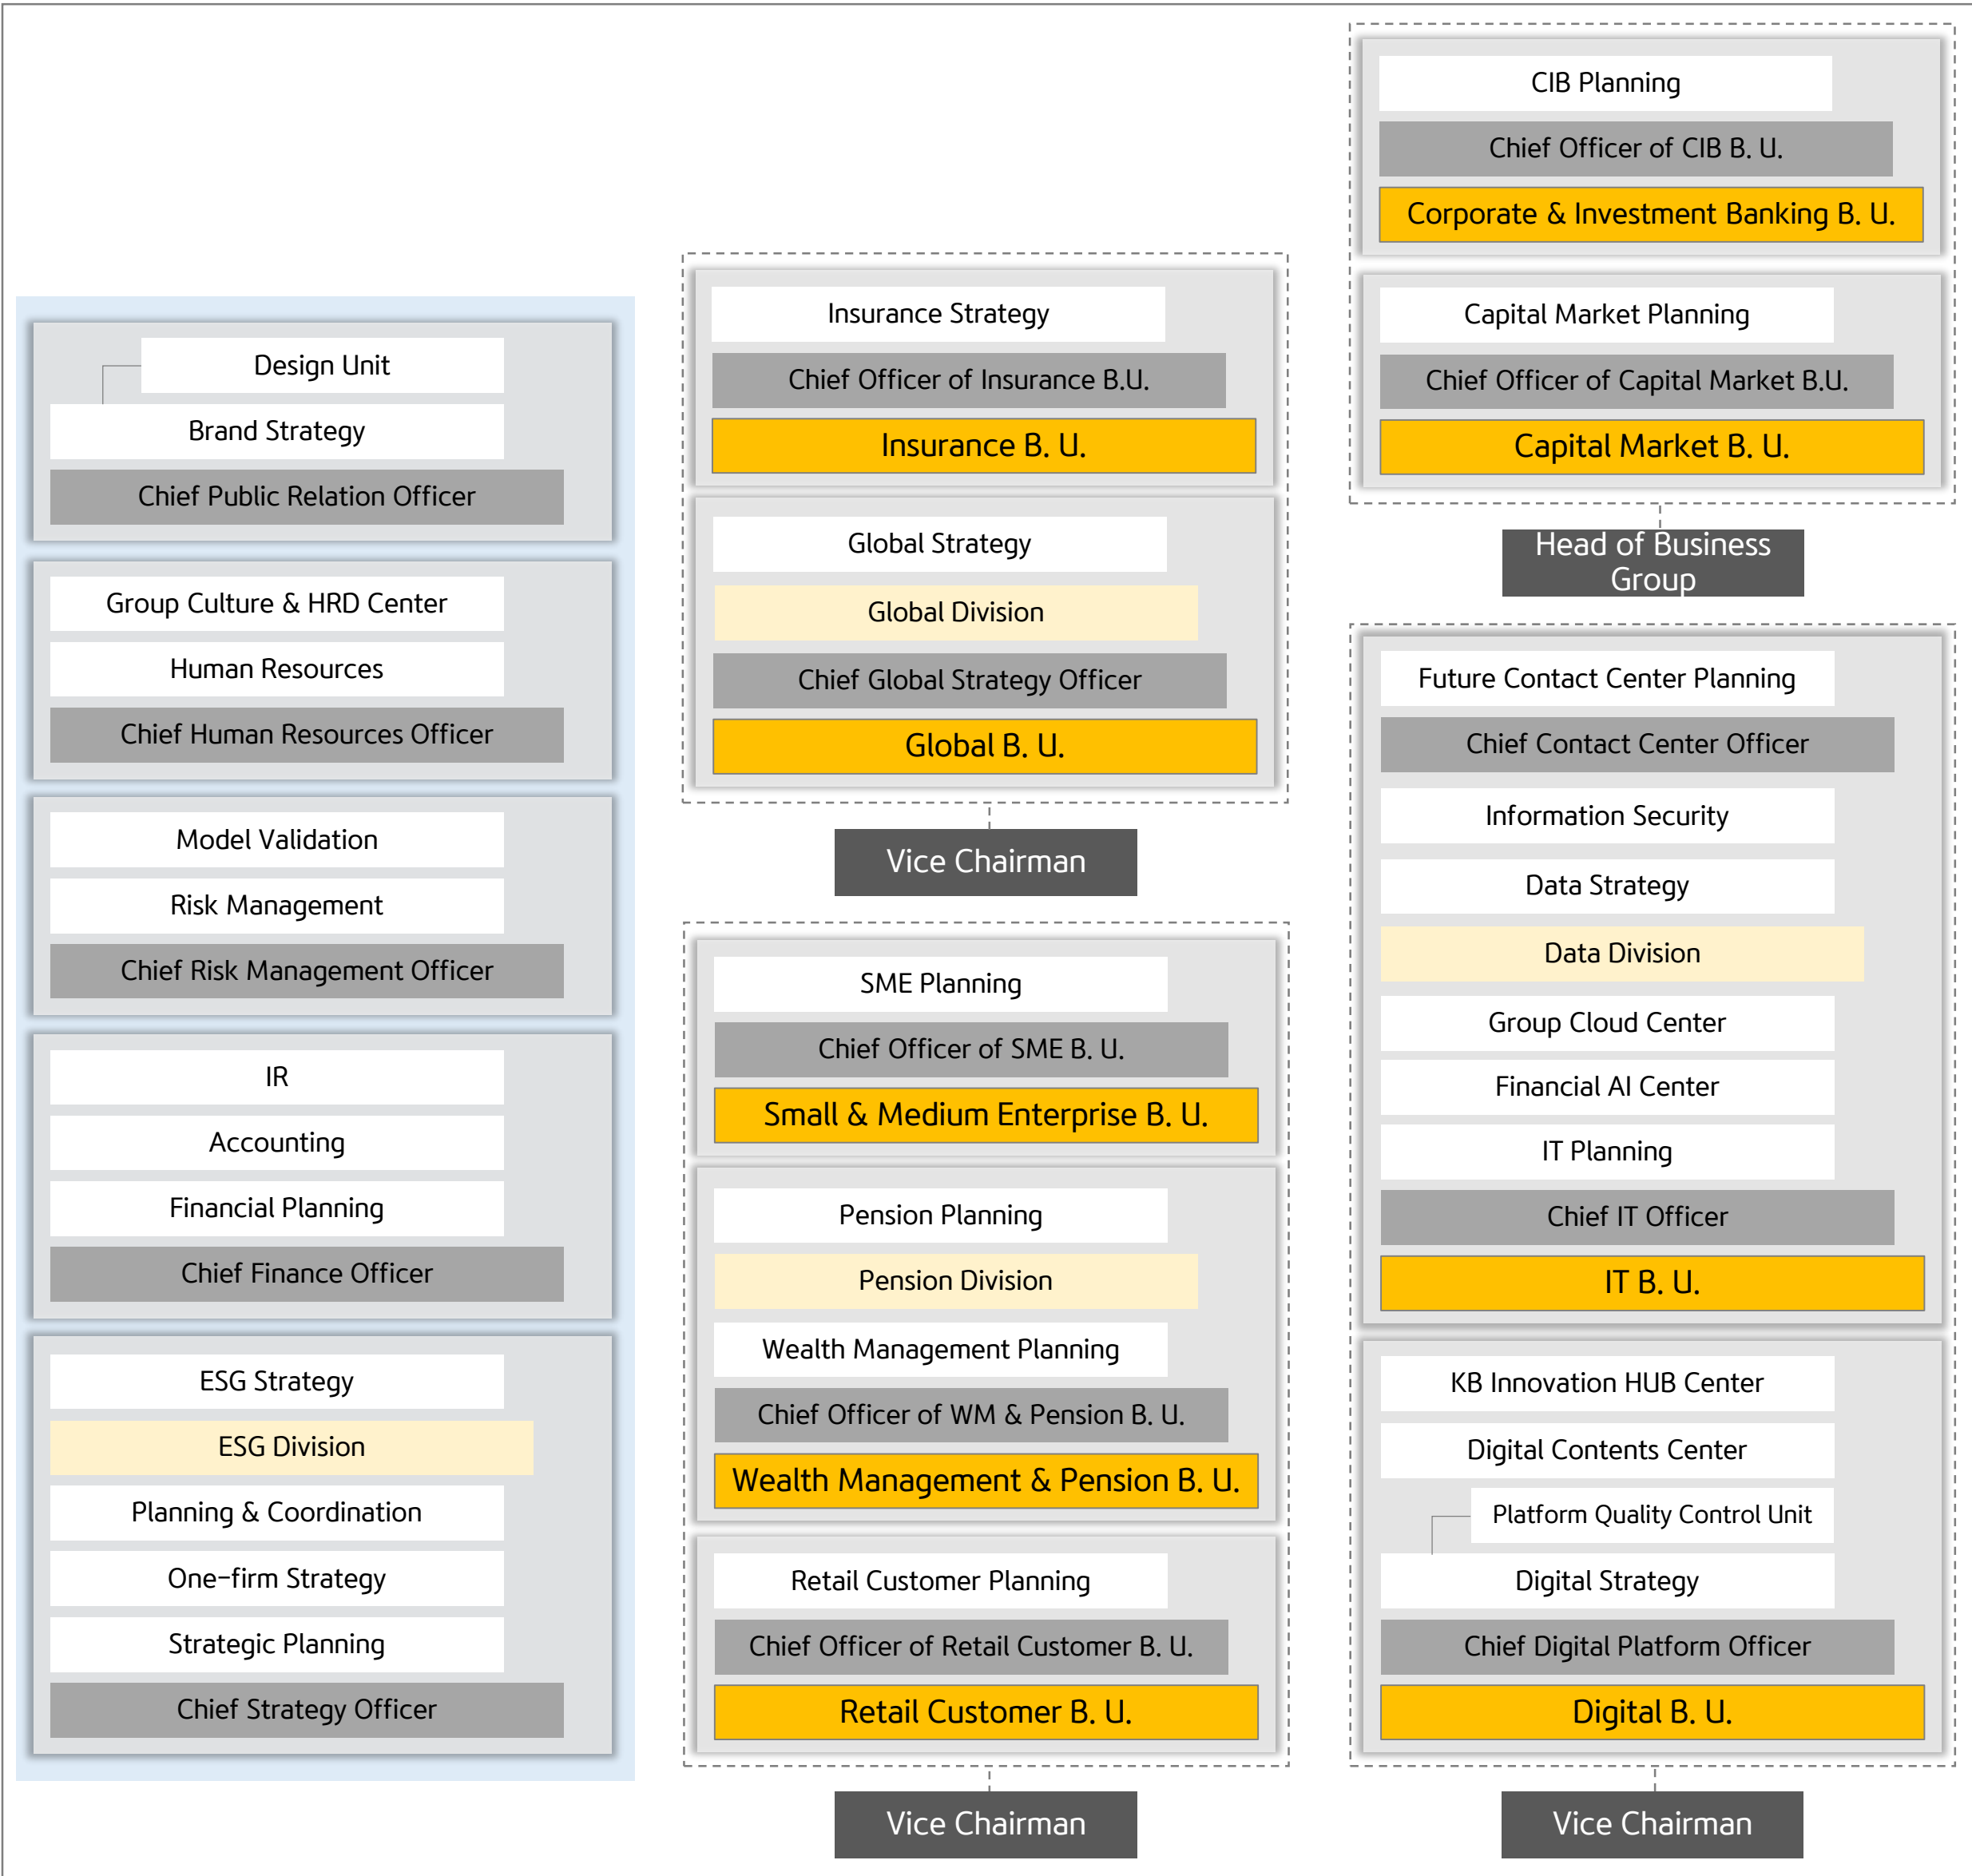 Design Unit
Brand Strategy
Chief Public Relation Officer
Group Culture & HRD Center
Human Resources
Chief Human Resources Officer
Model Validation
Risk Management
Chief Risk Management Officer
IR
Accounting
Financial Planning
Chief Finance Officer
ESG Strategy
ESG Division
Planning & Coordination
One-firm Strategy
Strategic Planning
Chief Strategy Officer
Insurance Strategy
Chief Officer of Insurance B.U.
Insurance B. U.
Global Strategy
Global Division
Chief Global Strategy Officer
Global B. U.
Vice Chairman
SME Planning
Chief Officer of SME B. U.
Small & Medium Enterprise B. U.
Pension Planning
Pension Division
Wealth Management Planning
Chief Officer of WM & Pension B. U.
Wealth Management & Pension B. U.
Retail Customer Planning
Chief Officer of Retail Customer B. U.
Retail Customer B. U.
Vice Chairman
CIB Planning
Chief Officer of CIB B. U.
Corporate & Investment Banking B. U.
Capital Market Planning
Chief Officer of Capital Market B.U.
Capital Market B. U.
Head of Business
Group
Future Contact Center Planning
Chief Contact Center Officer
Information Security
Data Strategy
Data Division
Group Cloud Center
Financial AI Center
IT Planning
Chief IT Officer
IT B. U.
KB Innovation HUB Center
Digital Contents Center
Platform Quality Control Unit
Digital Strategy
Chief Digital Platform Officer
Digital B. U.
Vice Chairman